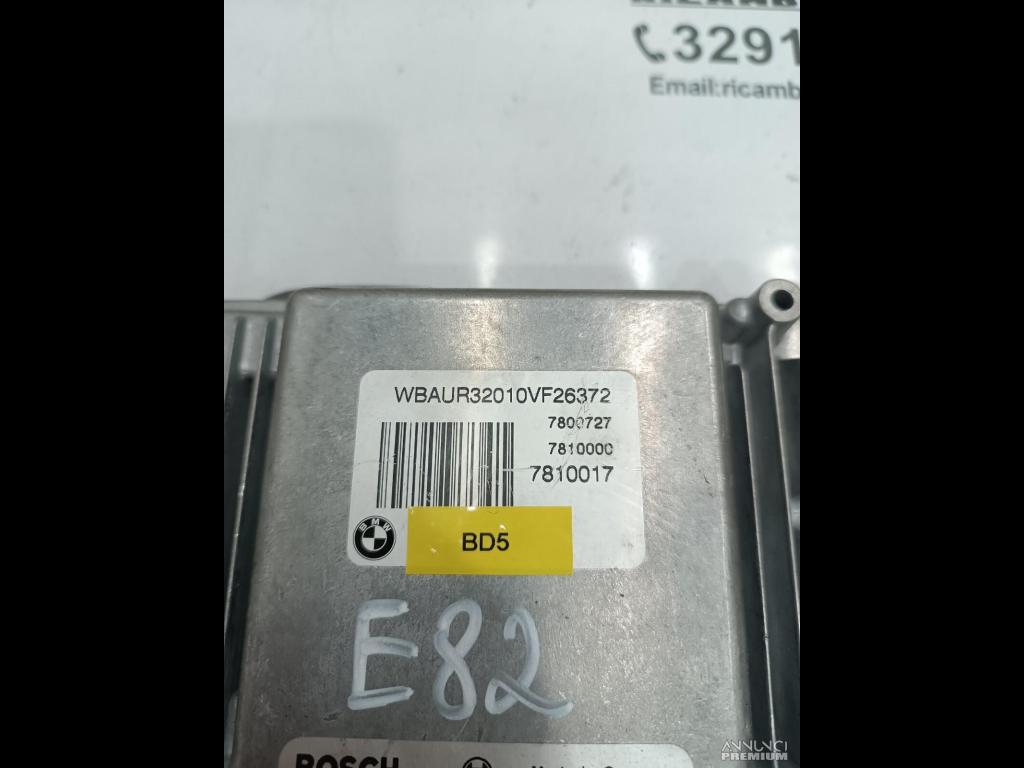 3291
Email:ricamb
WBAUR32010VF26372
7800727
7810000
7810017
BMW
BD5
E82
BOSCH
ANNUNCI
PREMIUM